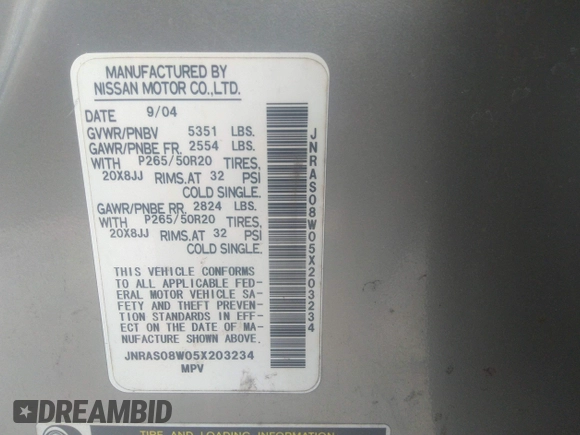 MANUFACTURED BY
NISSAN MOTOR CO.,LTD.
DATE 9/04
GVWR/PNBV 5351 LBS.
GAWR/PNBE FR. 2554 LBS.
WITH P265/50R20 TIRES,
20X8JJ RIMS.AT 32 PSI
COLD SINGLE.
GAWR/PNBE RR. 2824 LBS.
WITH P265/50R20 TIRES,
20X8JJ RIMS.AT 32 PSI
COLD SINGLE.
THIS VEHICLE CONFORMS
TO ALL APPLICABLE FED-
ERAL MOTOR VEHICLE SA-
FETY AND THEFT PREVEN-
TION STANDARDS IN EFF-
ECT ON THE DATE OF MA-
NUFACTURE SHOWN ABOVE.
JNRAS08W05X203234
MPV
JNRAS08W05X203234
TIRE AND LOADING INFORMATION
DREAMBID